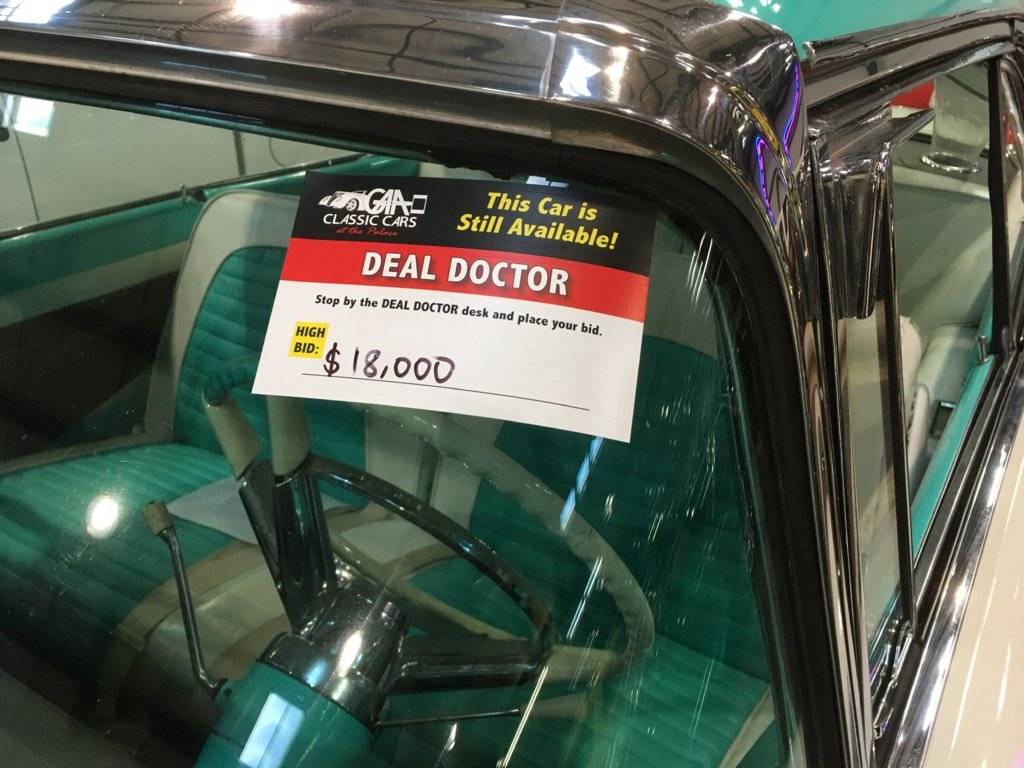 GAA
CLASSIC CARS
at the Palace
This Car is
Still Available!
DEAL DOCTOR
Stop by the DEAL DOCTOR desk and place your bid.
HIGH
BID: $ 18,000